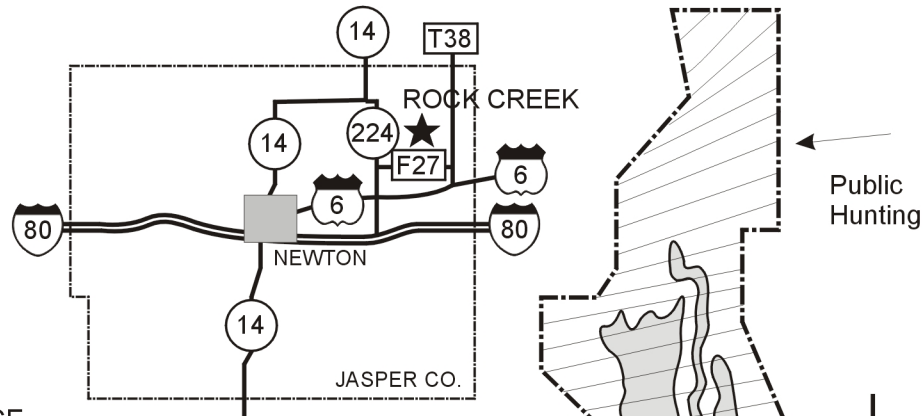 14
T38
ROCK CREEK
14
224
F27
6
6
80
80
NEWTON
14
JASPER CO.
Public
Hunting